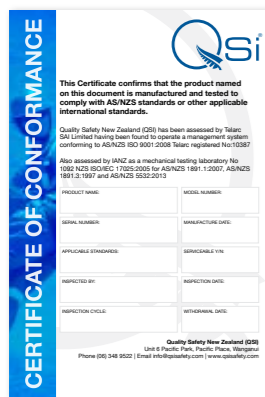 CERTIFICATE OF CONFORMANCE
QSi
This Certificate confirms that the product named
on this document is manufactured and tested to
comply with AS/NZS standards or other applicable
international standards.
Quality Safety New Zealand (QSI) has been assessed by Telarc
SAI Limited having been found to operate a management system
conforming to AS/NZS ISO 9001:2008 Telarc registered No:10387
Also assessed by IANZ as a mechanical testing laboratory No
1092 NZS ISO/IEC 17025:2005 for AS/NZS 1891.1:2007, AS/NZS
1891.3:1997 and AS/NZS 5532:2013
PRODUCT NAME: MODEL NUMBER:
SERIAL NUMBER: MANUFACTURE DATE:
APPLICABLE STANDARDS: SERVICEABLE Y/N:
INSPECTED BY: INSPECTION DATE:
INSPECTION CYCLE: WITHDRAWAL DATE:
Quality Safety New Zealand (QSI)
Unit 6 Pacific Park, Pacific Place, Wanganui
Phone (06) 348 9522 | Email info@qsisafety.com | www.qsisafety.com